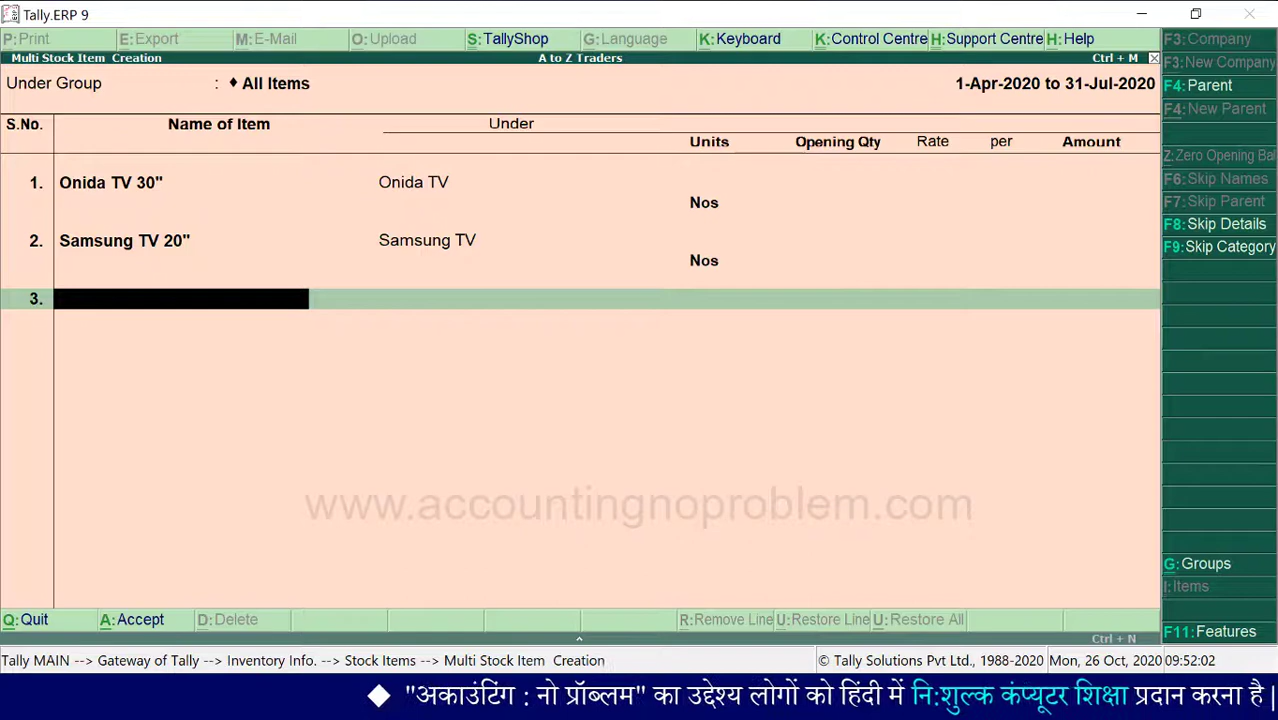 Tally.ERP 9
P: Print E: Export M: E-Mail O: Upload S: TallyShop G: Language K: Keyboard K: Control Centre H: Support Centre H: Help
Multi Stock Item Creation A to Z Traders Ctrl + M
Under Group : ♦ All Items 1-Apr-2020 to 31-Jul-2020
S.No. Name of Item Under
Units Opening Qty Rate per Amount
1. Onida TV 30" Onida TV
Nos
2. Samsung TV 20" Samsung TV
Nos
3.
www.accountingnoproblem.com
F3: Company
F3: New Company
F4: Parent
F4: New Parent
Z: Zero Opening Bal
F6: Skip Names
F7: Skip Parent
F8: Skip Details
F9: Skip Category
G: Groups
I: Items
F11: Features
Q: Quit A: Accept D: Delete R: Remove Line U: Restore Line U: Restore All
Ctrl + N
Tally MAIN --> Gateway of Tally --> Inventory Info. --> Stock Items --> Multi Stock Item Creation © Tally Solutions Pvt Ltd., 1988-2020 Mon, 26 Oct, 2020 09:52:02
◆ "अकाउंटिंग : नो प्रॉब्लम" का उद्देश्य लोगों को हिंदी में नि:शुल्क कंप्यूटर शिक्षा प्रदान करना है |